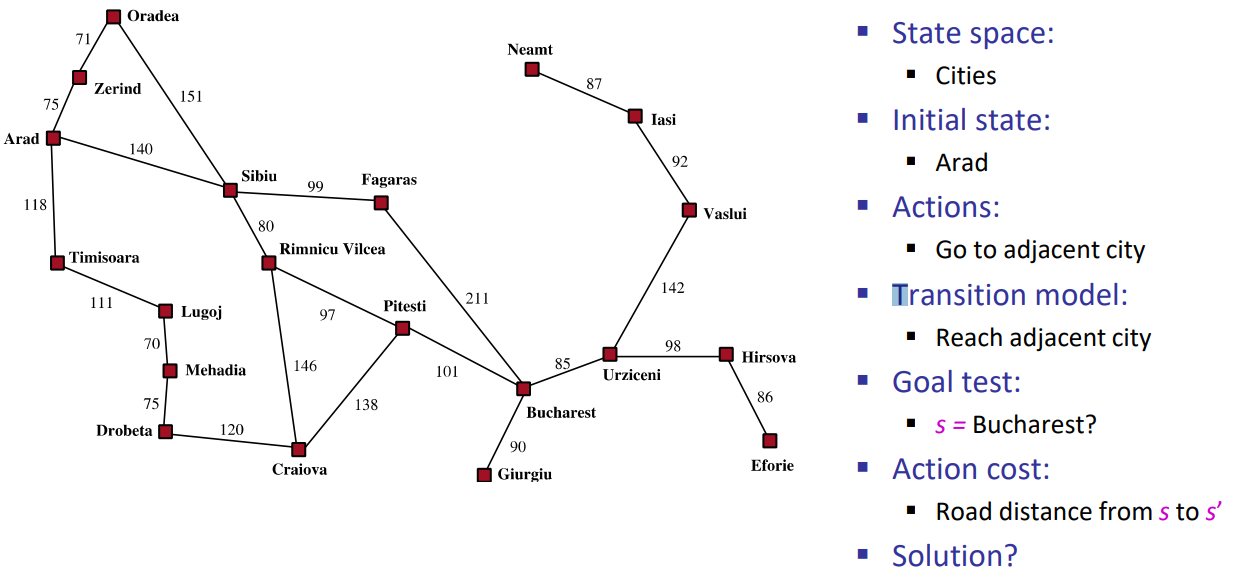 Oradea
71
Neamt
Zerind
87
151
75
Iasi
Arad
140
92
Sibiu
Fagaras
99
118
Vaslui
80
Timisoara
Rimnicu Vilcea
142
111
Lugoj
97
Pitesti
211
70
98
Hirsova
146
101
85
Mehadia
Urziceni
75
138
86
Bucharest
Drobeta
120
90
Craiova
Giurgiu
Eforie
▪ State space:
▪ Cities
▪ Initial state:
▪ Arad
▪ Actions:
▪ Go to adjacent city
▪ Transition model:
▪ Reach adjacent city
▪ Goal test:
▪ s = Bucharest?
▪ Action cost:
▪ Road distance from s to s’
▪ Solution?